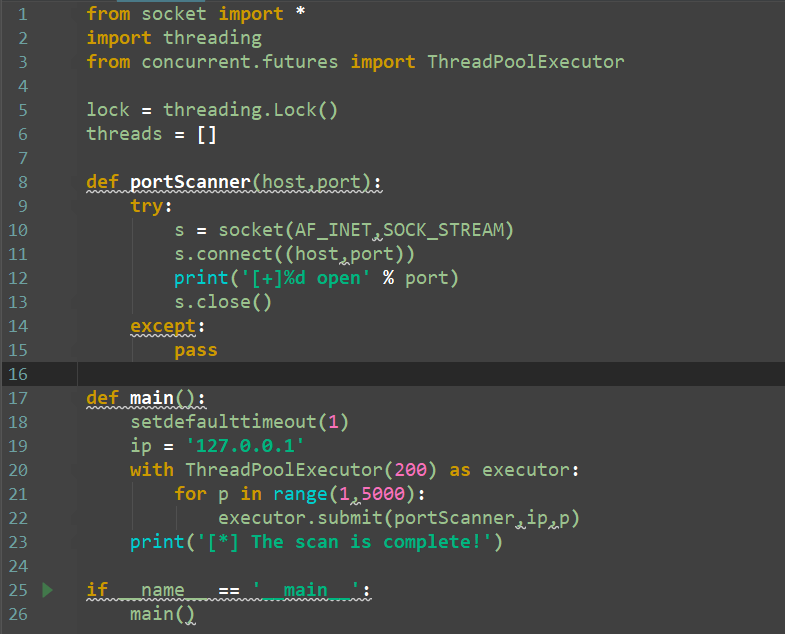 1 from socket import *
2 import threading
3 from concurrent.futures import ThreadPoolExecutor
4
5 lock = threading.Lock()
6 threads = []
7
8 def portScanner(host,port):
9     try:
10         s = socket(AF_INET,SOCK_STREAM)
11         s.connect((host,port))
12         print('[+]%d open' % port)
13         s.close()
14     except:
15         pass
16
17 def main():
18     setdefaulttimeout(1)
19     ip = '127.0.0.1'
20     with ThreadPoolExecutor(200) as executor:
21         for p in range(1,5000):
22             executor.submit(portScanner,ip,p)
23     print('[*] The scan is complete!')
24
25 if __name__ == '__main__':
26     main()